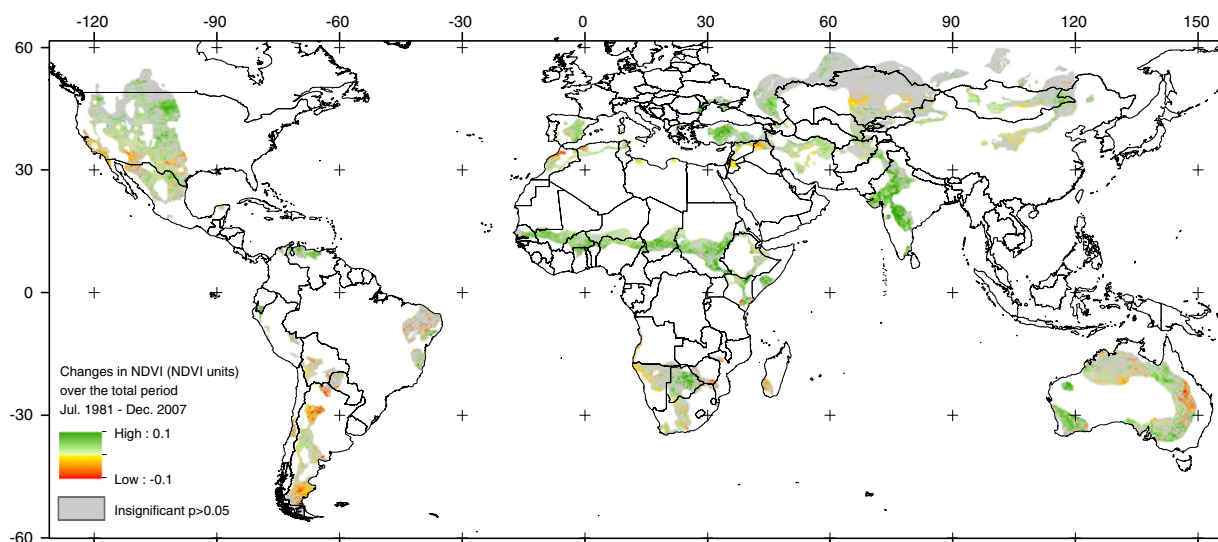 -120 -90 -60 -30 0 30 60 90 120 150
60
30
0
-30
-60
Changes in NDVI (NDVI units)
over the total period
Jul. 1981 - Dec. 2007
High : 0.1
Low : -0.1
Insignificant p>0.05